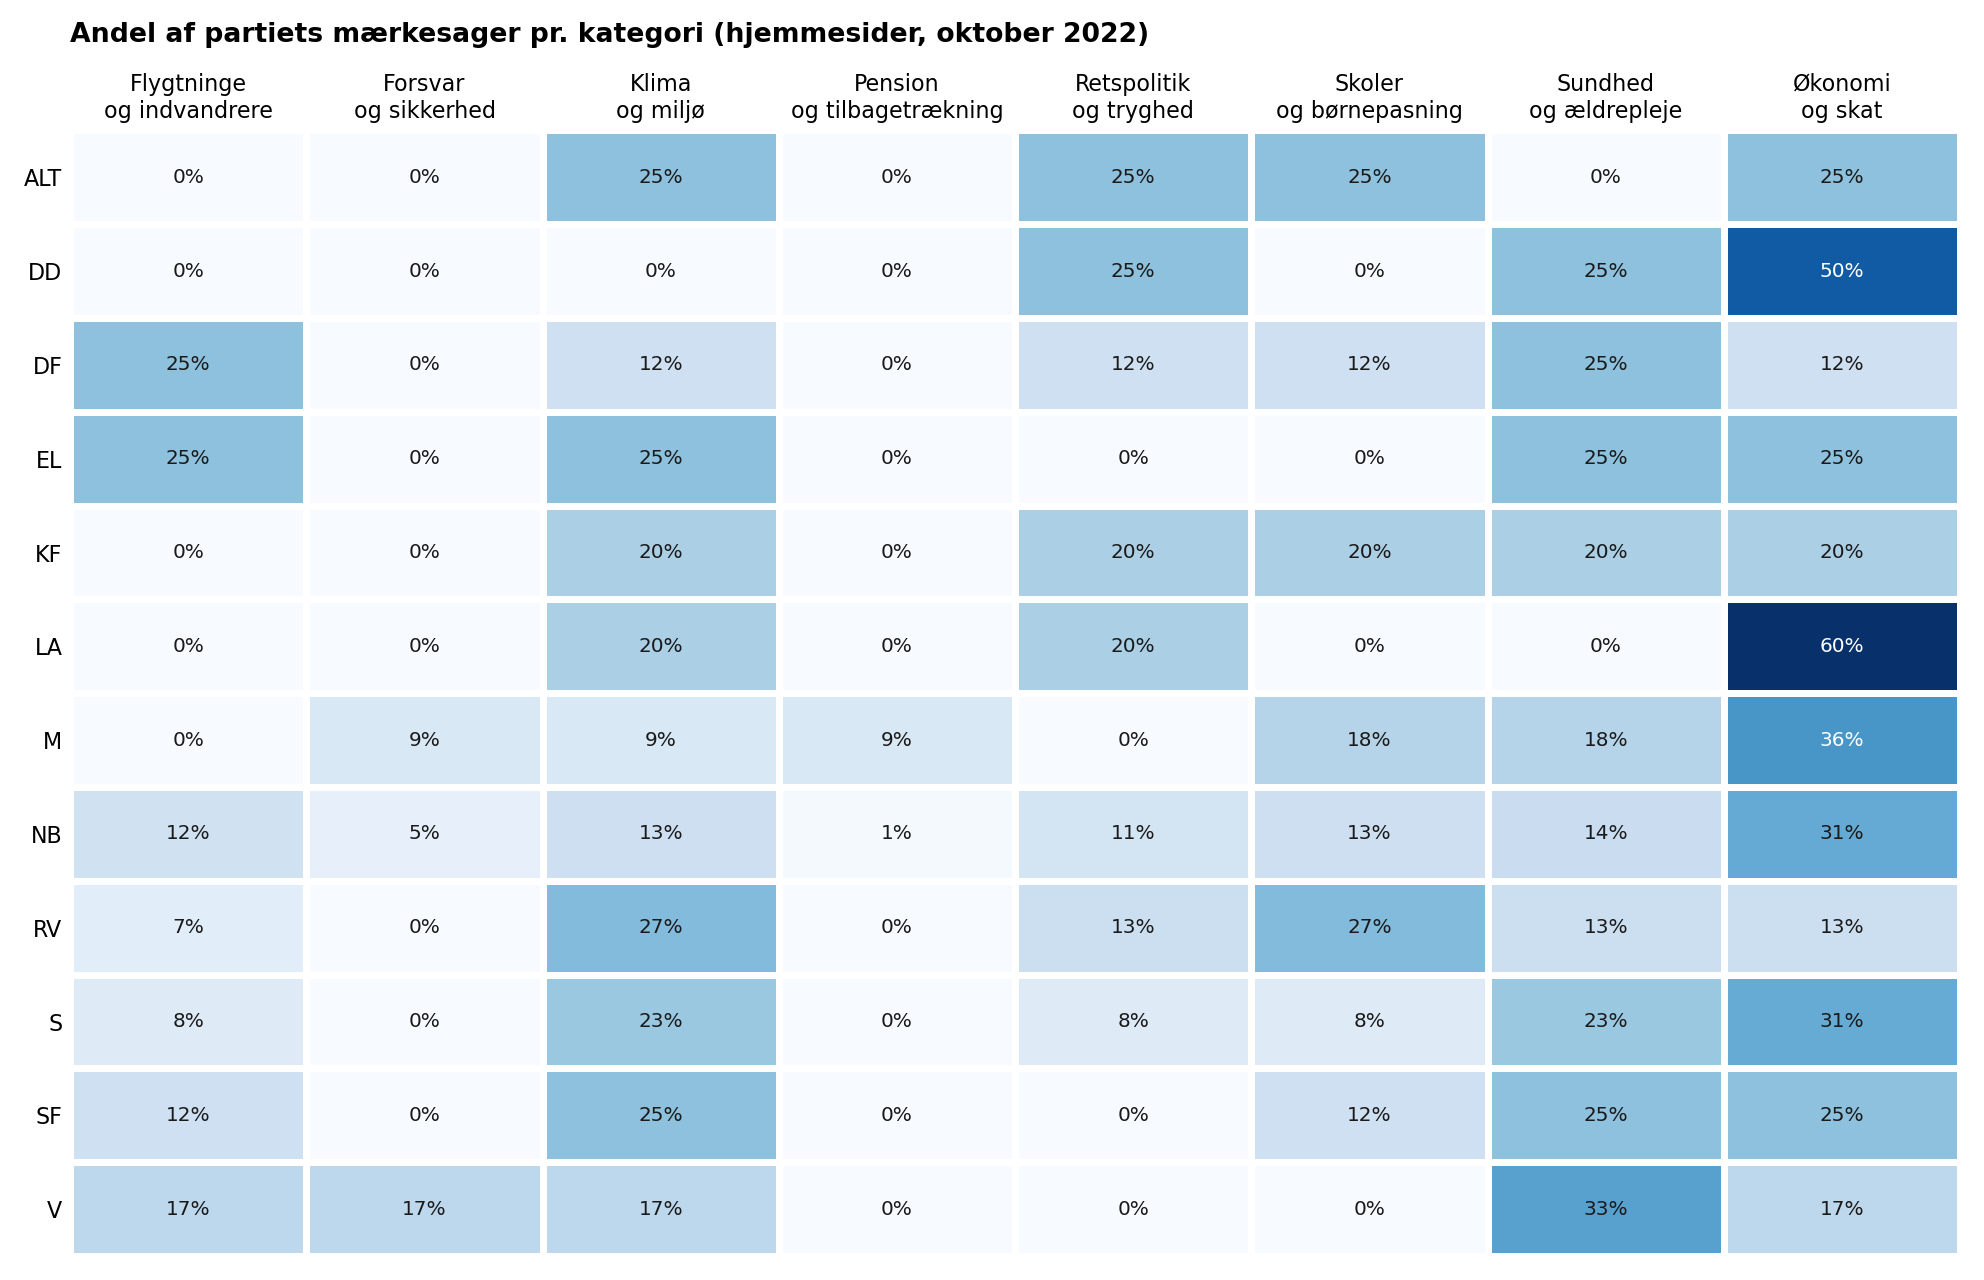 Andel af partiets mærkesager pr. kategori (hjemmesider, oktober 2022)
Flygtninge og indvandrere Forsvar og sikkerhed Klima og miljø Pension og tilbagetrækning Retspolitik og tryghed Skoler og børnepasning Sundhed og ældrepleje Økonomi og skat
ALT 0% 0% 25% 0% 25% 25% 0% 25%
DD 0% 0% 0% 0% 25% 0% 25% 50%
DF 25% 0% 12% 0% 12% 12% 25% 12%
EL 25% 0% 25% 0% 0% 0% 25% 25%
KF 0% 0% 20% 0% 20% 20% 20% 20%
LA 0% 0% 20% 0% 20% 0% 0% 60%
M 0% 9% 9% 9% 0% 18% 18% 36%
NB 12% 5% 13% 1% 11% 13% 14% 31%
RV 7% 0% 27% 0% 13% 27% 13% 13%
S 8% 0% 23% 0% 8% 8% 23% 31%
SF 12% 0% 25% 0% 0% 12% 25% 25%
V 17% 17% 17% 0% 0% 0% 33% 17%